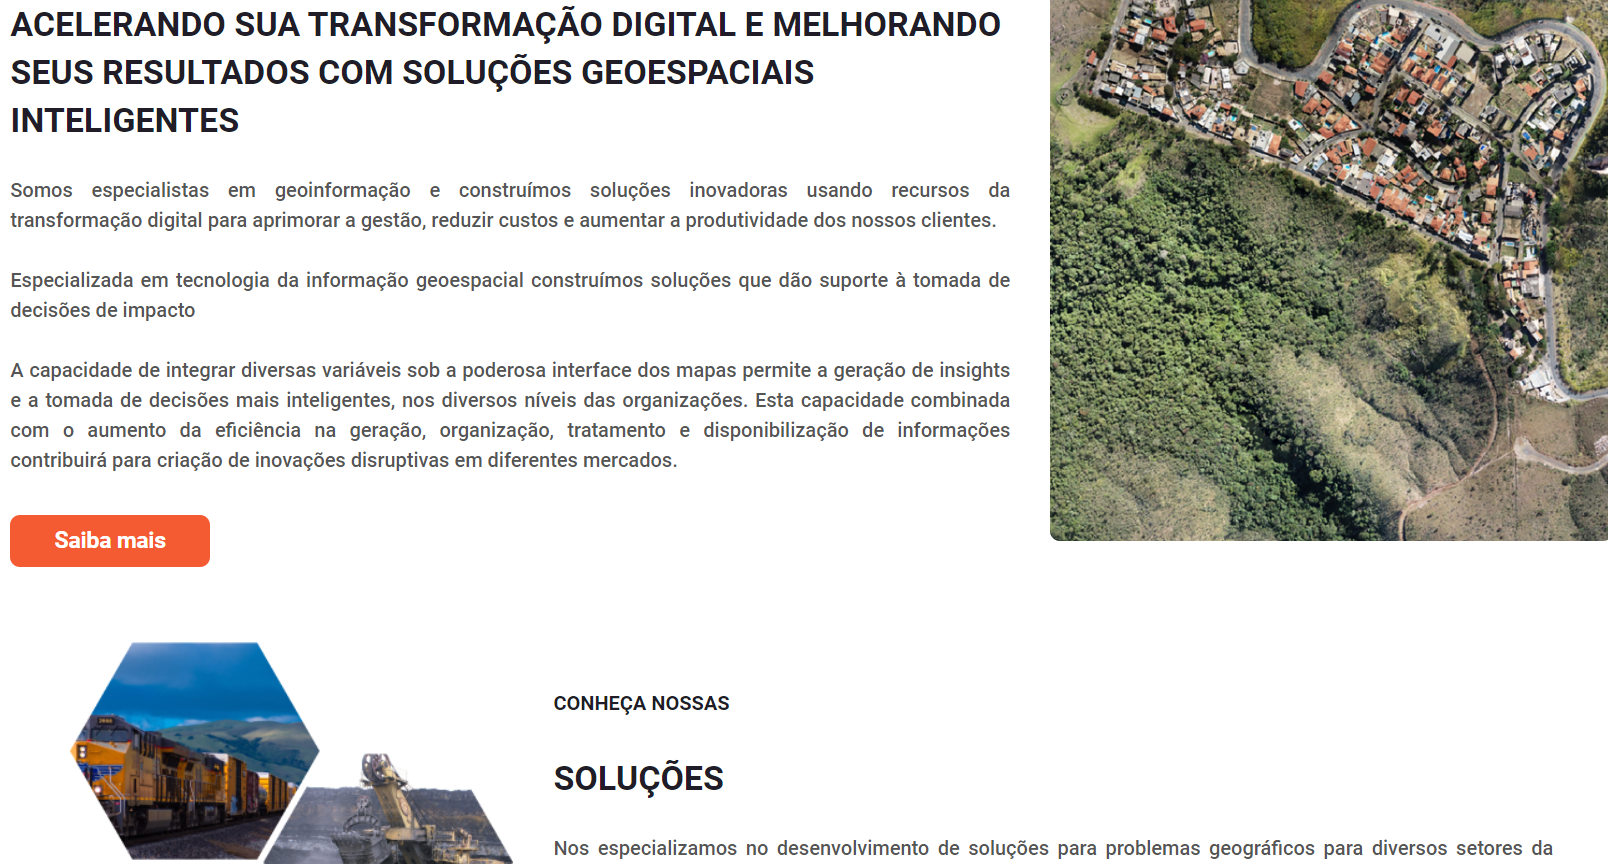 ACELERANDO SUA TRANSFORMAÇÃO DIGITAL E MELHORANDO
SEUS RESULTADOS COM SOLUÇÕES GEOESPACIAIS
INTELIGENTES
Somos especialistas em geoinformação e construímos soluções inovadoras usando recursos da
transformação digital para aprimorar a gestão, reduzir custos e aumentar a produtividade dos nossos clientes.
Especializada em tecnologia da informação geoespacial construímos soluções que dão suporte à tomada de
decisões de impacto
A capacidade de integrar diversas variáveis sob a poderosa interface dos mapas permite a geração de insights
e a tomada de decisões mais inteligentes, nos diversos níveis das organizações. Esta capacidade combinada
com o aumento da eficiência na geração, organização, tratamento e disponibilização de informações
contribuirá para criação de inovações disruptivas em diferentes mercados.
Saiba mais
CONHEÇA NOSSAS
SOLUÇÕES
Nos especializamos no desenvolvimento de soluções para problemas geográficos para diversos setores da